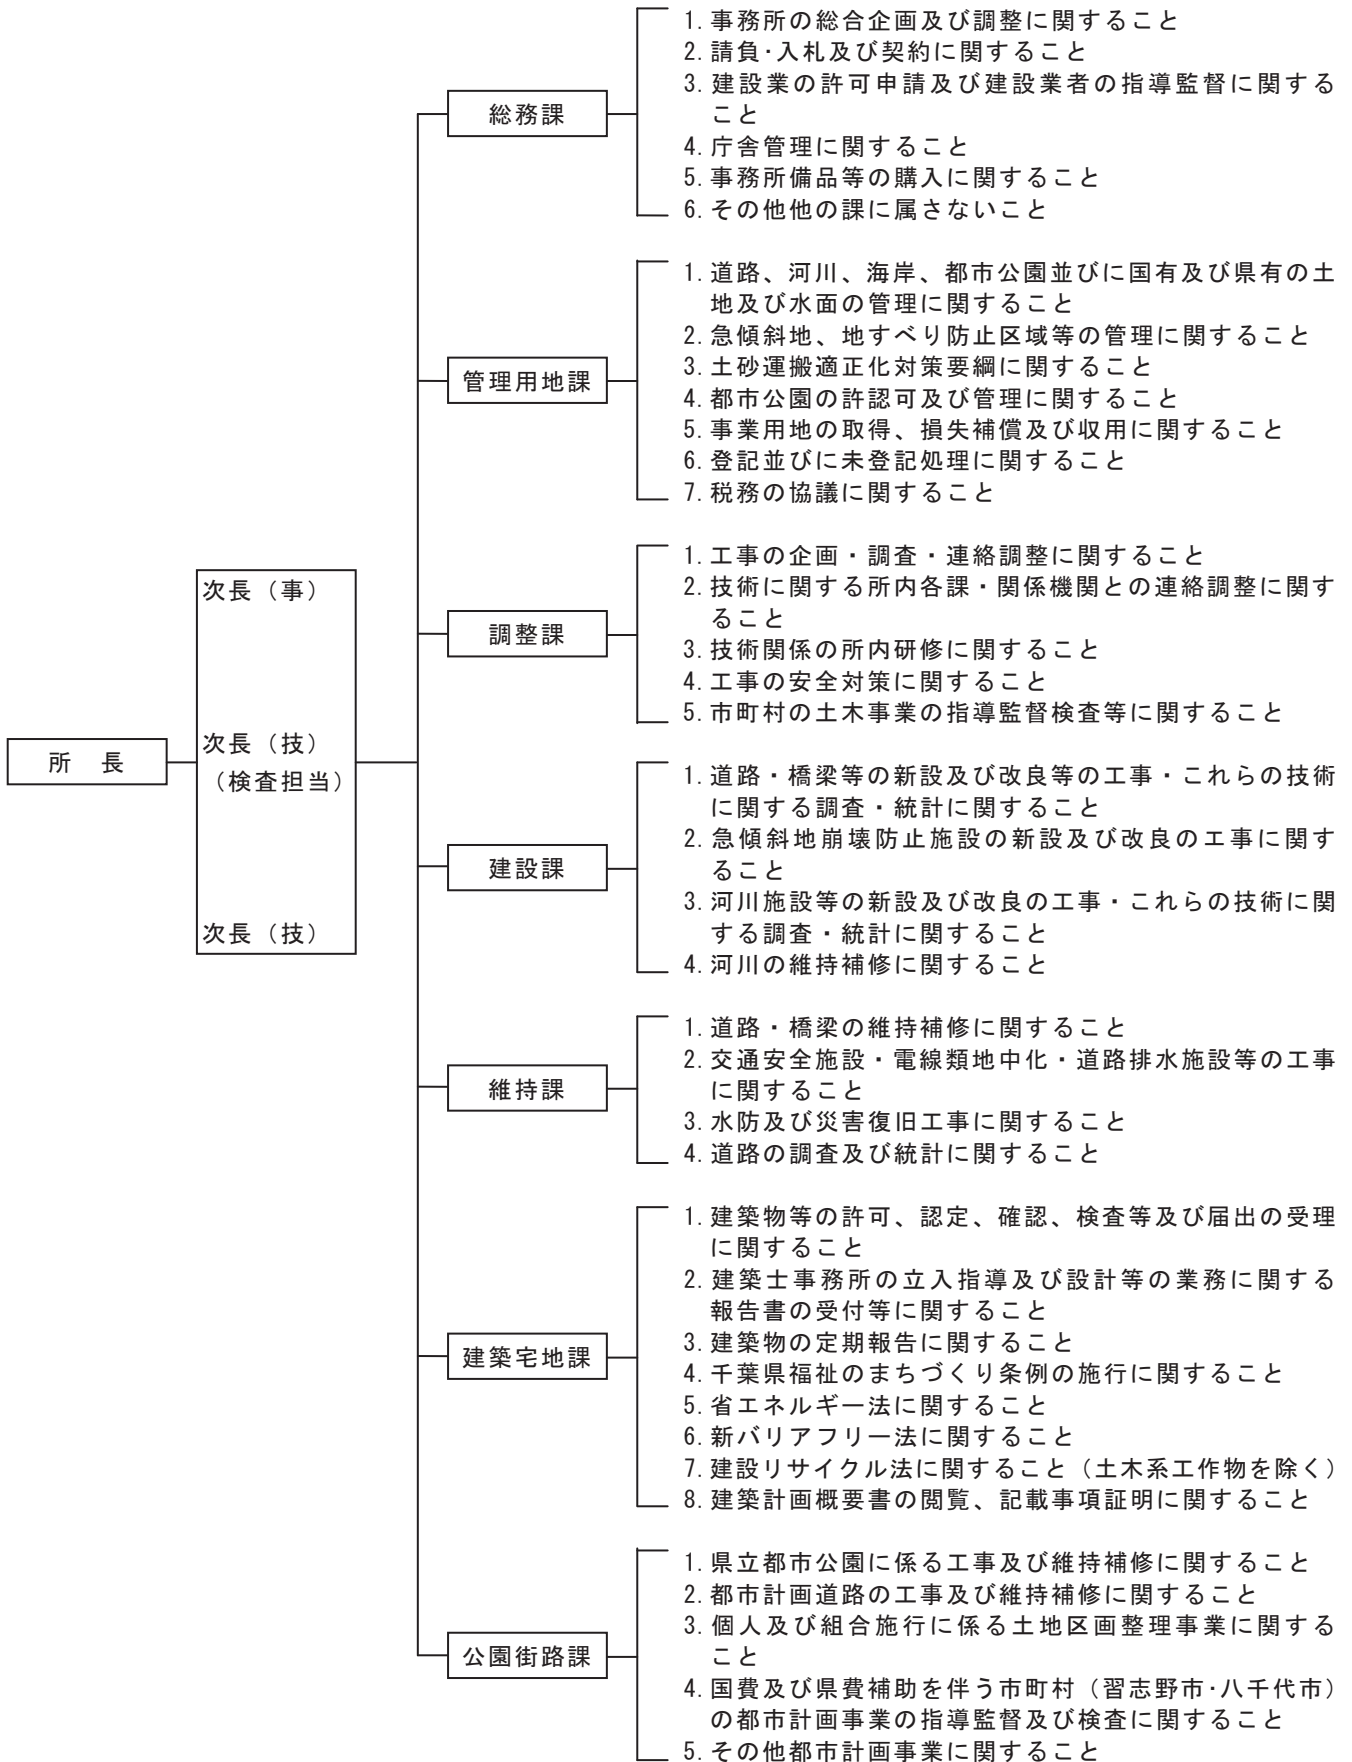 所　長
次長（事）
次長（技）
（検査担当）
次長（技）
総務課
1. 事務所の総合企画及び調整に関すること
2. 請負･入札及び契約に関すること
3. 建設業の許可申請及び建設業者の指導監督に関する
こと
4. 庁舎管理に関すること
5. 事務所備品等の購入に関すること
6. その他他の課に属さないこと
管理用地課
1. 道路、河川、海岸、都市公園並びに国有及び県有の土
地及び水面の管理に関すること
2. 急傾斜地、地すべり防止区域等の管理に関すること
3. 土砂運搬適正化対策要綱に関すること
4. 都市公園の許認可及び管理に関すること
5. 事業用地の取得、損失補償及び収用に関すること
6. 登記並びに未登記処理に関すること
7. 税務の協議に関すること
調整課
1. 工事の企画・調査・連絡調整に関すること
2. 技術に関する所内各課・関係機関との連絡調整に関す
ること
3. 技術関係の所内研修に関すること
4. 工事の安全対策に関すること
5. 市町村の土木事業の指導監督検査等に関すること
建設課
1. 道路・橋梁等の新設及び改良等の工事・これらの技術
に関する調査・統計に関すること
2. 急傾斜地崩壊防止施設の新設及び改良の工事に関す
ること
3. 河川施設等の新設及び改良の工事・これらの技術に関
する調査・統計に関すること
4. 河川の維持補修に関すること
維持課
1. 道路・橋梁の維持補修に関すること
2. 交通安全施設・電線類地中化・道路排水施設等の工事
に関すること
3. 水防及び災害復旧工事に関すること
4. 道路の調査及び統計に関すること
建築宅地課
1. 建築物等の許可、認定、確認、検査等及び届出の受理
に関すること
2. 建築士事務所の立入指導及び設計等の業務に関する
報告書の受付等に関すること
3. 建築物の定期報告に関すること
4. 千葉県福祉のまちづくり条例の施行に関すること
5. 省エネルギー法に関すること
6. 新バリアフリー法に関すること
7. 建設リサイクル法に関すること（土木系工作物を除く）
8. 建築計画概要書の閲覧、記載事項証明に関すること
公園街路課
1. 県立都市公園に係る工事及び維持補修に関すること
2. 都市計画道路の工事及び維持補修に関すること
3. 個人及び組合施行に係る土地区画整理事業に関する
こと
4. 国費及び県費補助を伴う市町村（習志野市･八千代市）
の都市計画事業の指導監督及び検査に関すること
5. その他都市計画事業に関すること